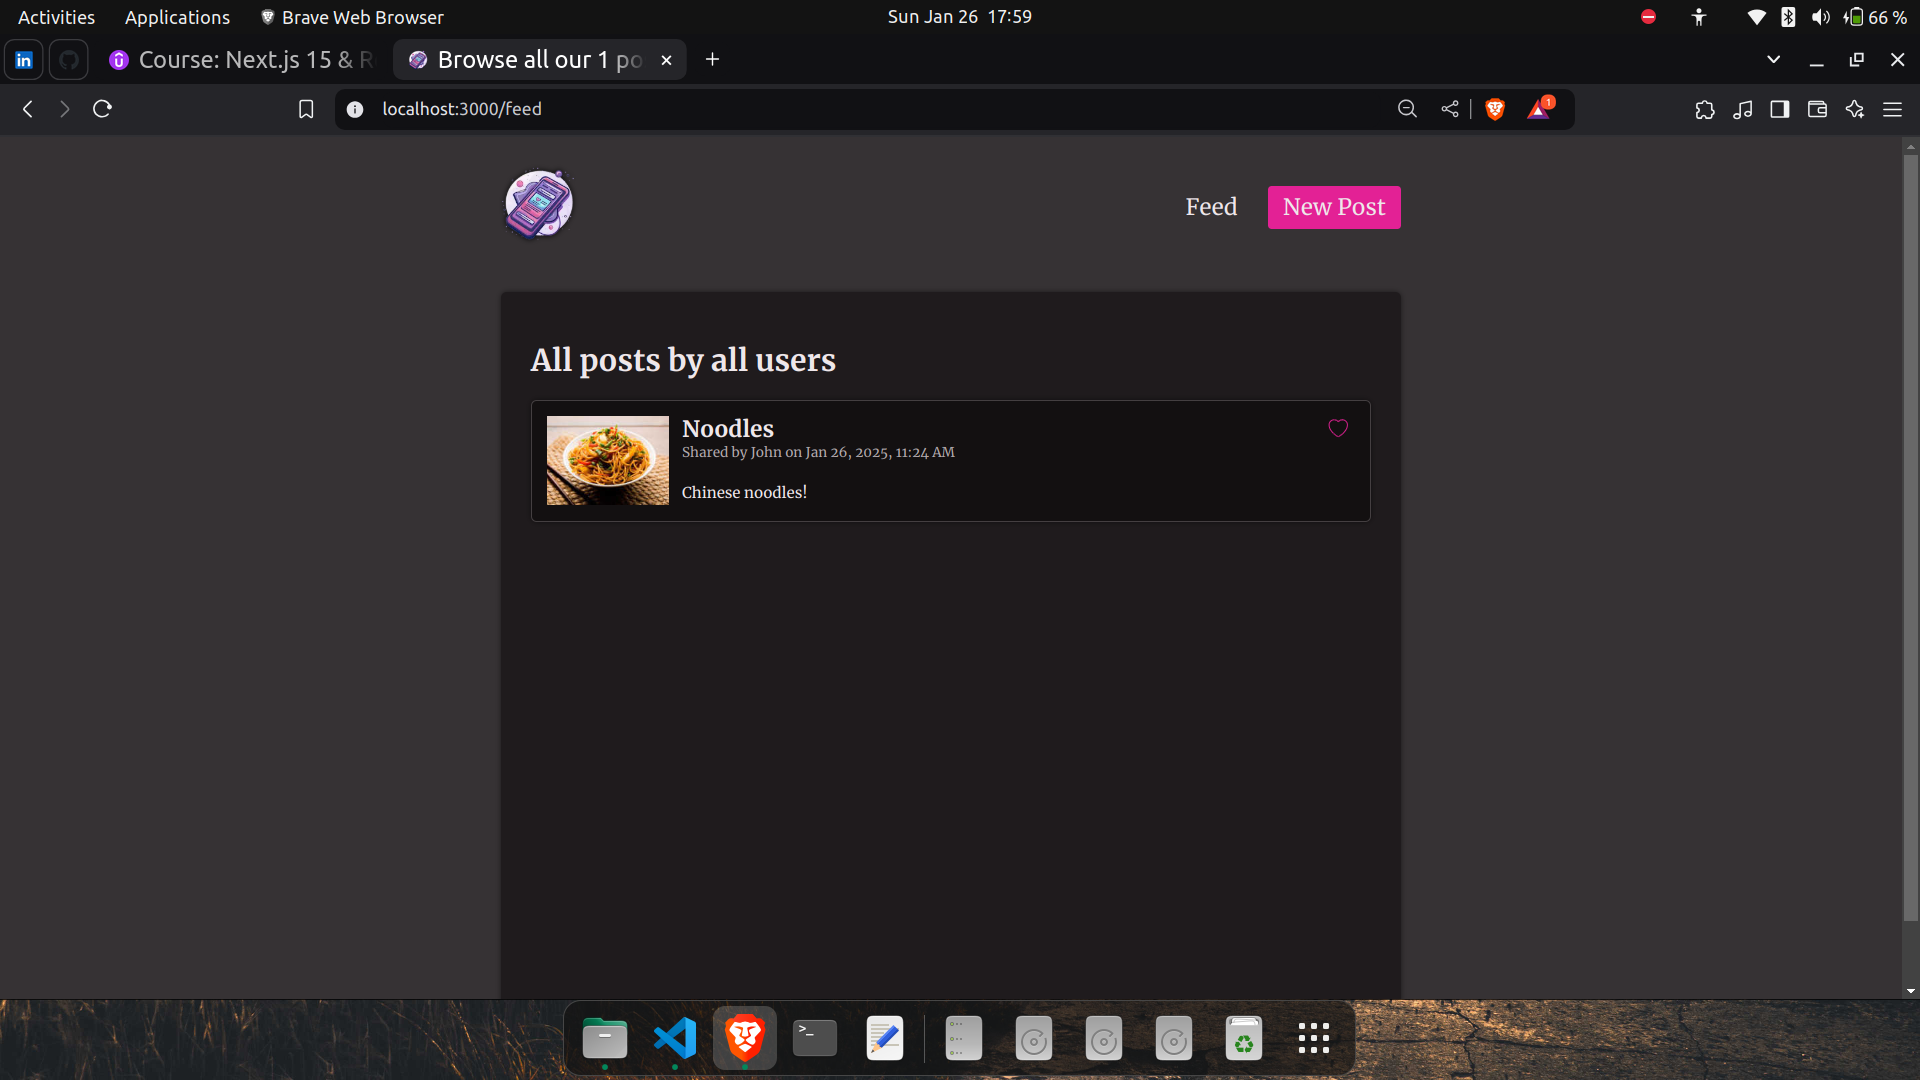 Activities Applications Brave Web Browser Sun Jan 26 17:59 66 %
Course: Next.js 15 & R Browse all our 1 po
localhost:3000/feed 1
Feed New Post
All posts by all users
Noodles
Shared by John on Jan 26, 2025, 11:24 AM
Chinese noodles!